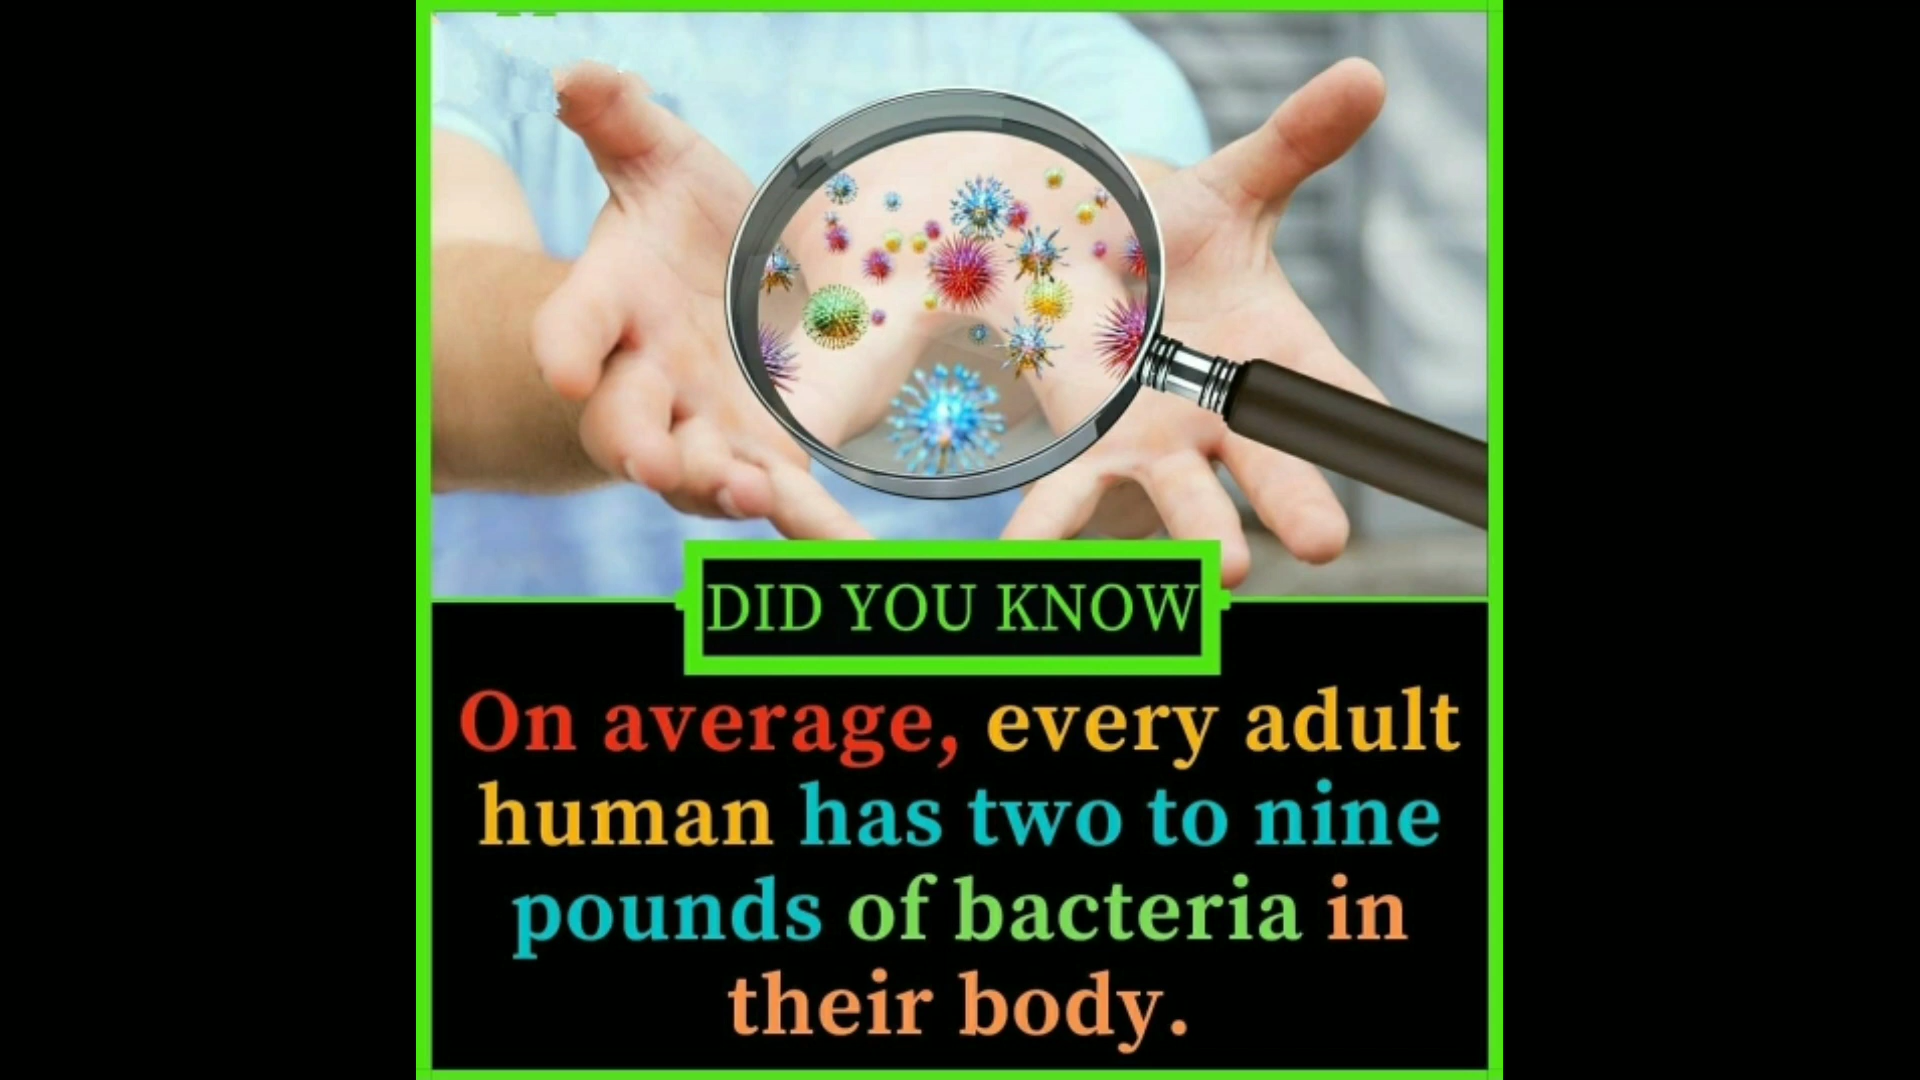 DID YOU KNOW
On average, every adult
human has two to nine
pounds of bacteria in
their body.